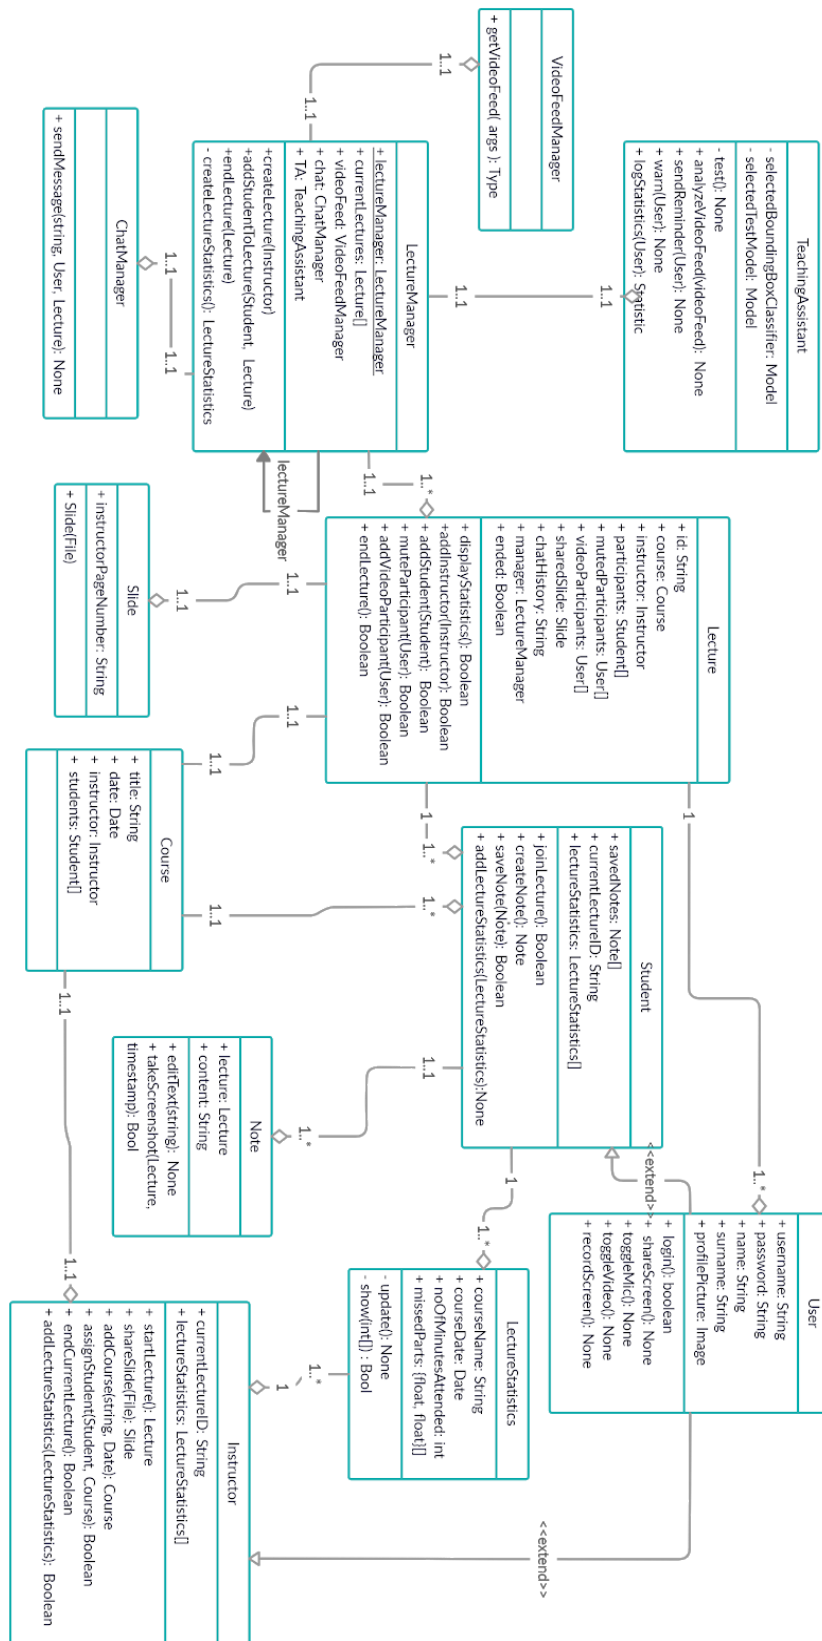 VideoFeedManager
+ getVideoFeed( args ): Type
1..1
1..1
TeachingAssistant
- selectedBoundingBoxClassifier: Model
- selectedTestModel: Model
- test(): None
+ analyzeVideoFeed(videoFeed): None
+ sendReminder(User): None
+ warn(User): None
+ logStatistics(User): Statistic
1..1
1..1
LectureManager
+ lectureManager: LectureManager
+ currentLectures: Lecture[]
+ videoFeed: VideoFeedManager
+ chat: ChatManager
+ TA: TeachingAssistant
+createLecture(Instructor)
+addStudentToLecture(Student, Lecture)
+endLecture(Lecture)
- createLectureStatistics(): LectureStatistics
lectureManager
1..1
1..1
ChatManager
+ sendMessage(string, User, Lecture): None
1..1
1..*
Lecture
+ id: String
+ course: Course
+ instructor: Instructor
+ participants: Student[]
+ mutedParticipants: User[]
+ videoParticipants: User[]
+ sharedSlide: Slide
+ chatHistory: String
+ manager: LectureManager
+ ended: Boolean
+ displayStatistics(): Boolean
+addInstructor(Instructor): Boolean
+ addStudent(Student): Boolean
+ muteParticipant(User): Boolean
+ addVideoParticipant(User): Boolean
+ endLecture(): Boolean
1..1
1..1
Slide
+ instructorPageNumber: String
+ Slide(File)
1..1
1..1
Course
+ title: String
+ date: Date
+ instructor: Instructor
+ students: Student[]
1
1..*
1..1
1..*
1
1..*
Student
+ savedNotes: Note[]
+ currentLectureID: String
+ lectureStatistics: LectureStatistics[]
+ joinLecture(): Boolean
+ createNote(): Note
+ saveNote(Note): Boolean
+ addLectureStatistics(LectureStatistics):None
1..1
1..*
Note
+ lecture: Lecture
+ content: String
+ editText(string): None
+ takeScreenshot(Lecture,
timestamp): Bool
<<extend>>
User
+ username: String
+ password: String
+ name: String
+ surname: String
+ profilePicture: Image
+ login(): boolean
+ shareScreen(): None
+ toggleMic(): None
+ toggleVideo(): None
+ recordScreen(): None
1
1..*
LectureStatistics
+ courseName: String
+ courseDate: Date
+ noOfMinutesAttended: int
+ missedParts: {float, float}[]
- update(): None
- show(int[]) : Bool
1..*
1
1..1
1..1
<<extend>>
Instructor
+ currentLectureID: String
+ lectureStatistics: LectureStatistics[]
+ startLecture(): Lecture
+ shareSlide(File): Slide
+ addCourse(string, Date): Course
+ assignStudent(Student, Course): Boolean
+ endCurrentLecture(): Boolean
+ addLectureStatistics(LectureStatistics): Boolean